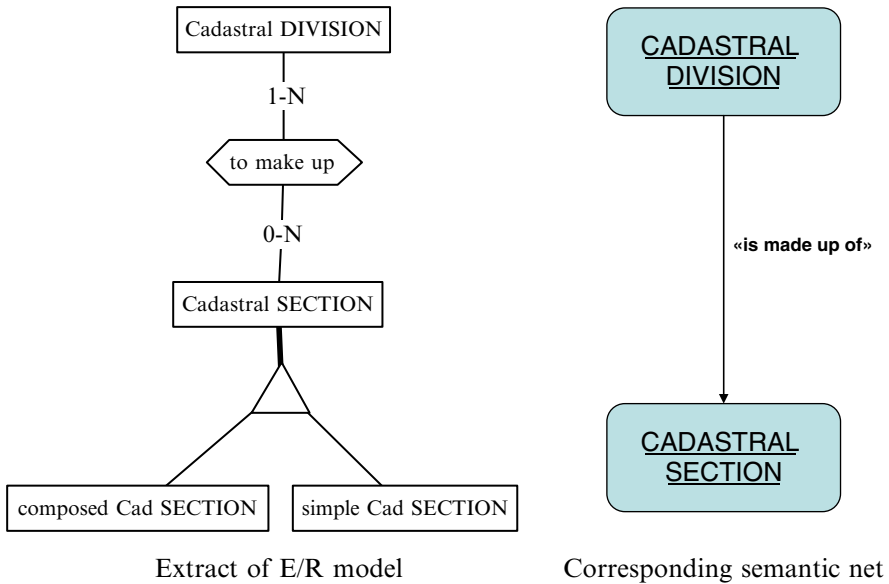 Cadastral DIVISION
1-N
to make up
0-N
Cadastral SECTION
composed Cad SECTION
simple Cad SECTION
Extract of E/R model
CADASTRAL
DIVISION
«is made up of»
CADASTRAL
SECTION
Corresponding semantic net